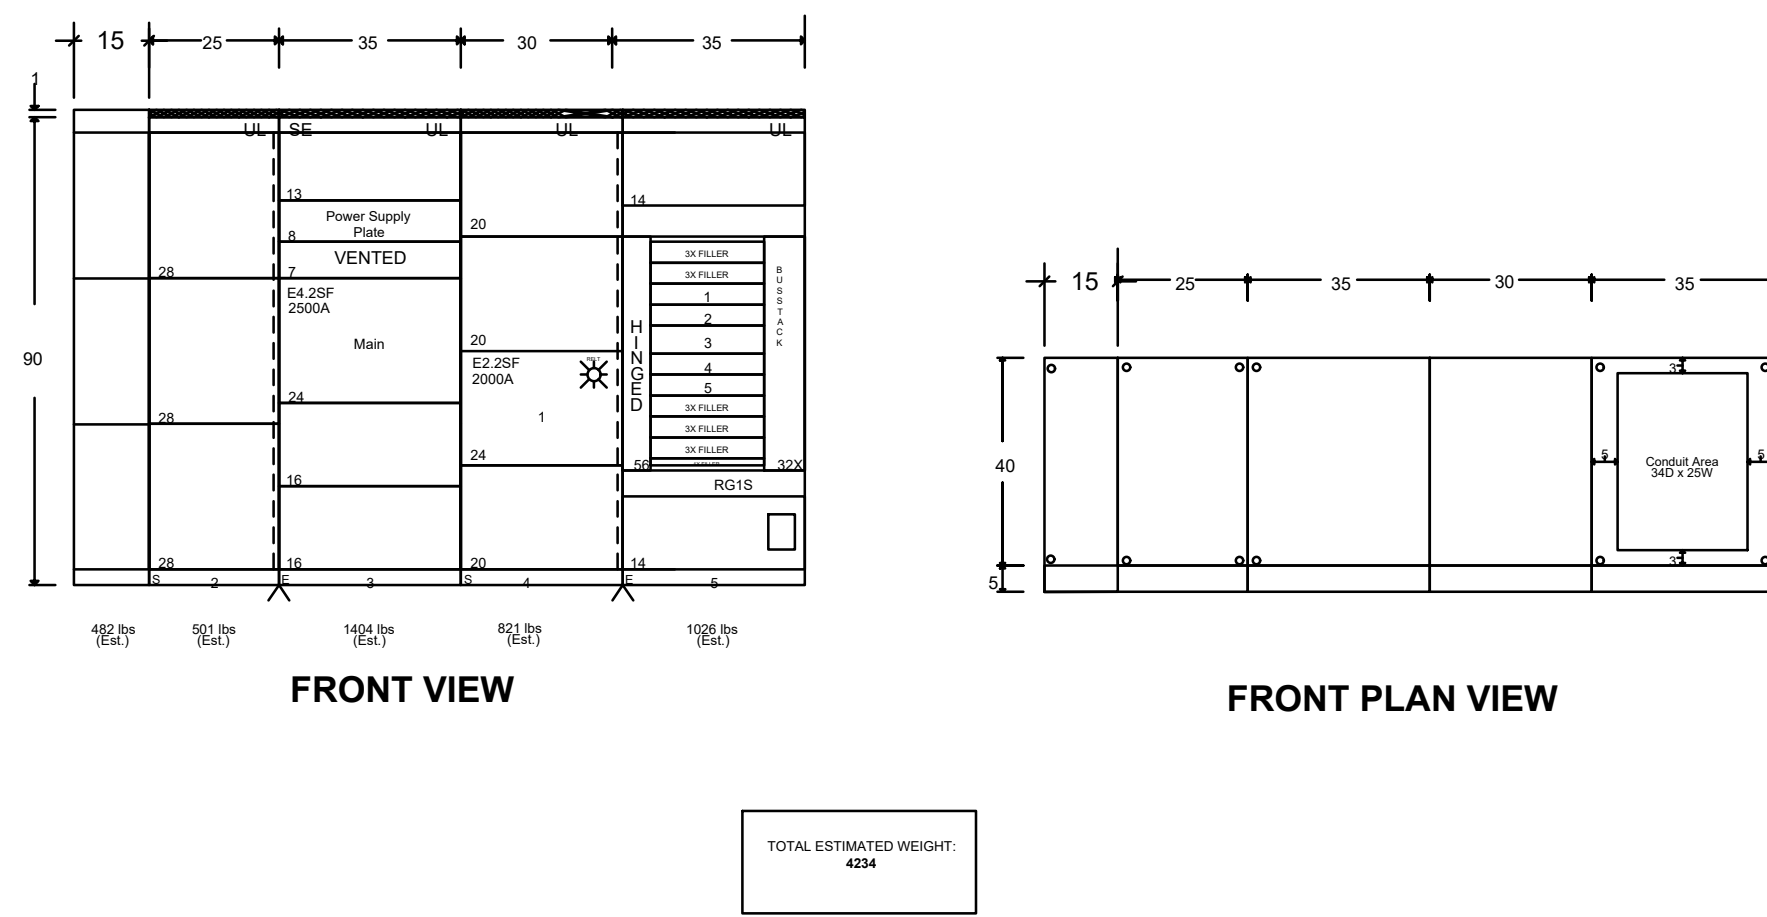 15
25
35
30
35
1
UL
SE
UL
UL
UL
13
14
Power Supply
Plate
20
8
VENTED
3X FILLER
28
7
3X FILLER
BUSSTACK
E4.2SF
2500A
1
2
HINGED
Main
20
3
90
E2.2SF
2000A
RELT
4
5
24
3X FILLER
28
1
3X FILLER
3X FILLER
24
56
32X
16
RG1S
28
16
20
14
S
2
E
3
S
4
E
5
482 lbs
(Est.)
501 lbs
(Est.)
1404 lbs
(Est.)
821 lbs
(Est.)
1026 lbs
(Est.)
FRONT VIEW
15
25
35
30
35
3
40
5
Conduit Area
34D x 25W
5
3
5
FRONT PLAN VIEW
TOTAL ESTIMATED WEIGHT:
4234